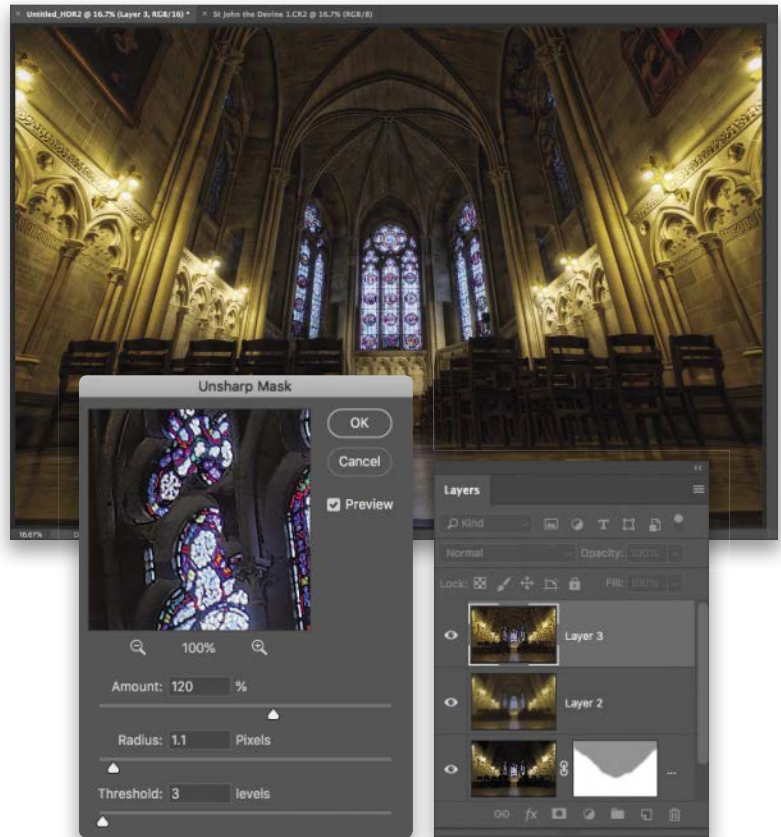 × Untitled_HDR2 @ 16.7% (Layer 3, RGB/16) * × St John the Devine 1.CR2 @ 16.7% (RGB/8)
16.67%
Unsharp Mask
OK
Cancel
Preview
100%
Amount: 120 %
Radius: 1.1 Pixels
Threshold: 3 levels
Layers
Kind
Normal Opacity: 100%
Lock: Fill: 100%
Layer 3
Layer 2
...
fx